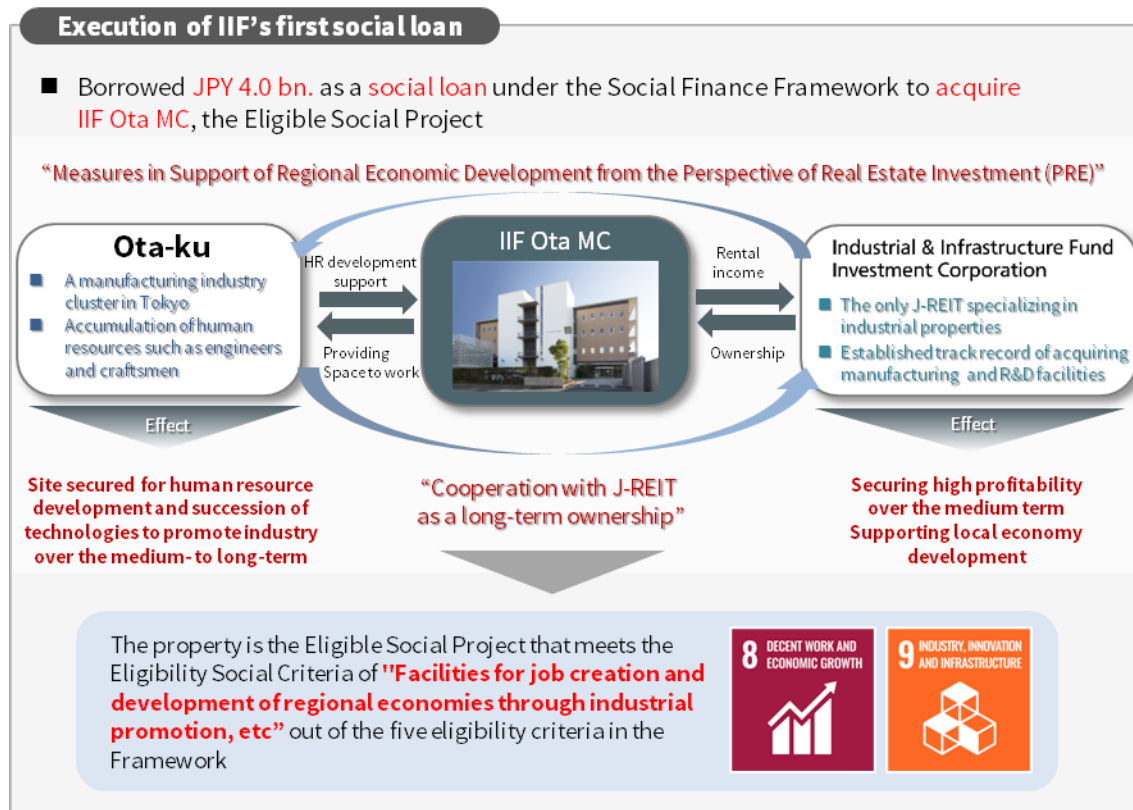 Execution of IIF's first social loan
■ Borrowed JPY 4.0 bn. as a social loan under the Social Finance Framework to acquire
IIF Ota MC, the Eligible Social Project
“Measures in Support of Regional Economic Development from the Perspective of Real Estate Investment (PRE)”
Ota-ku
■ A manufacturing industry
cluster in Tokyo
■ Accumulation of human
resources such as engineers
and craftsmen
HR development
support
Providing
Space to work
IIF Ota MC
Rental
income
Ownership
Industrial & Infrastructure Fund
Investment Corporation
■ The only J-REIT specializing in
industrial properties
■ Established track record of acquiring
manufacturing and R&D facilities
Effect
Site secured for human resource
development and succession of
technologies to promote industry
over the medium- to long-term
“Cooperation with J-REIT
as a long-term ownership”
Effect
Securing high profitability
over the medium term
Supporting local economy
development
The property is the Eligible Social Project that meets the
Eligibility Social Criteria of "Facilities for job creation and
development of regional economies through industrial
promotion, etc” out of the five eligibility criteria in the
Framework
8 DECENT WORK AND
ECONOMIC GROWTH
9 INDUSTRY, INNOVATION
AND INFRASTRUCTURE